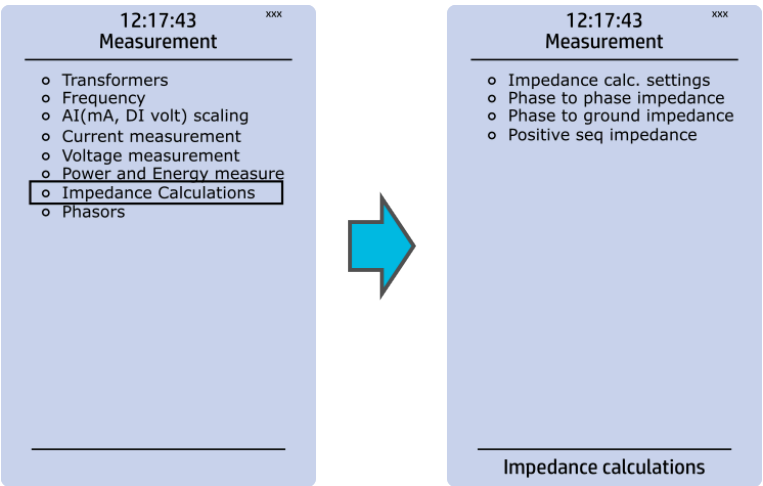 12:17:43
xxx
Measurement
Transformers
Frequency
AI(mA, DI volt) scaling
Current measurement
Voltage measurement
Power and Energy measure
Impedance Calculations
Phasors
12:17:43
xxx
Measurement
Impedance calc. settings
Phase to phase impedance
Phase to ground impedance
Positive seq impedance
Impedance calculations